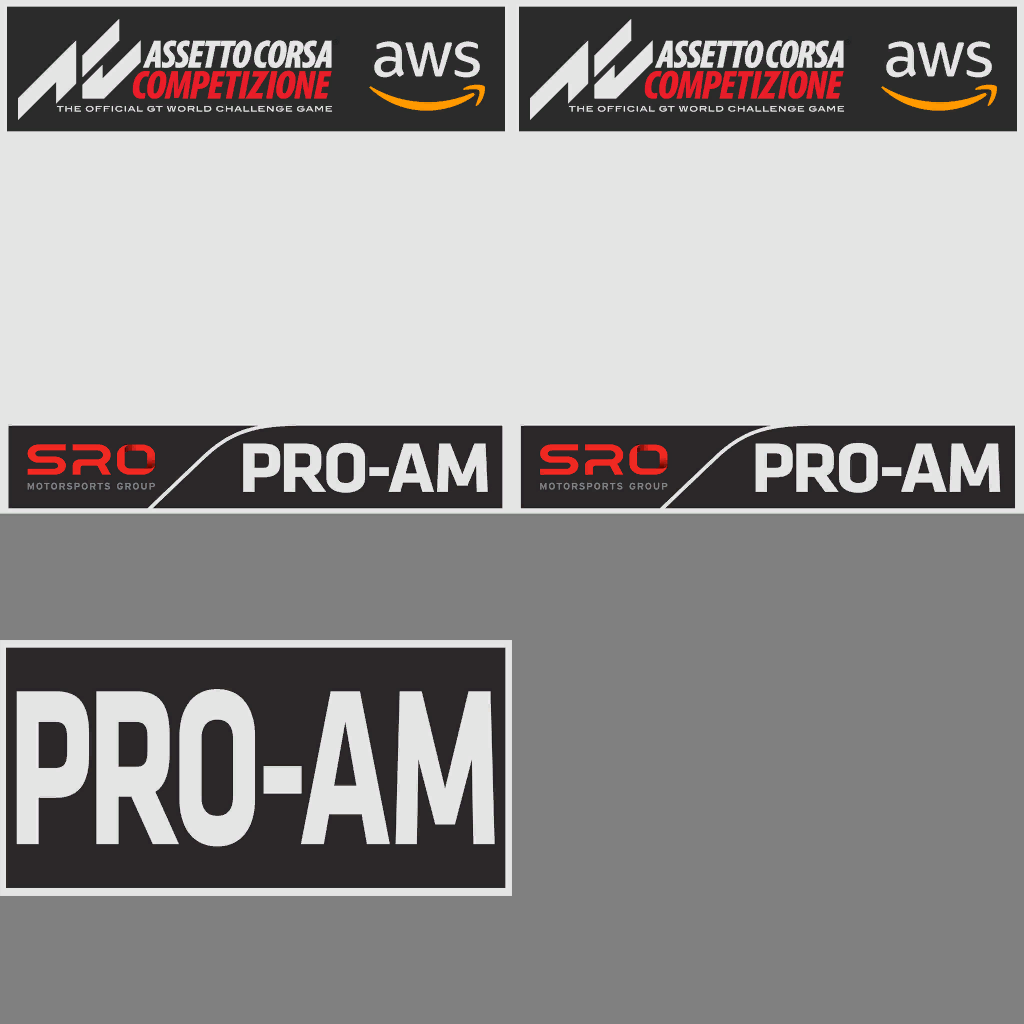 ASSETTO CORSA
COMPETIZIONE
THE OFFICIAL GT WORLD CHALLENGE GAME
aws
ASSETTO CORSA
COMPETIZIONE
THE OFFICIAL GT WORLD CHALLENGE GAME
aws
SRO
MOTORSPORTS GROUP
PRO-AM
SRO
MOTORSPORTS GROUP
PRO-AM
PRO-AM